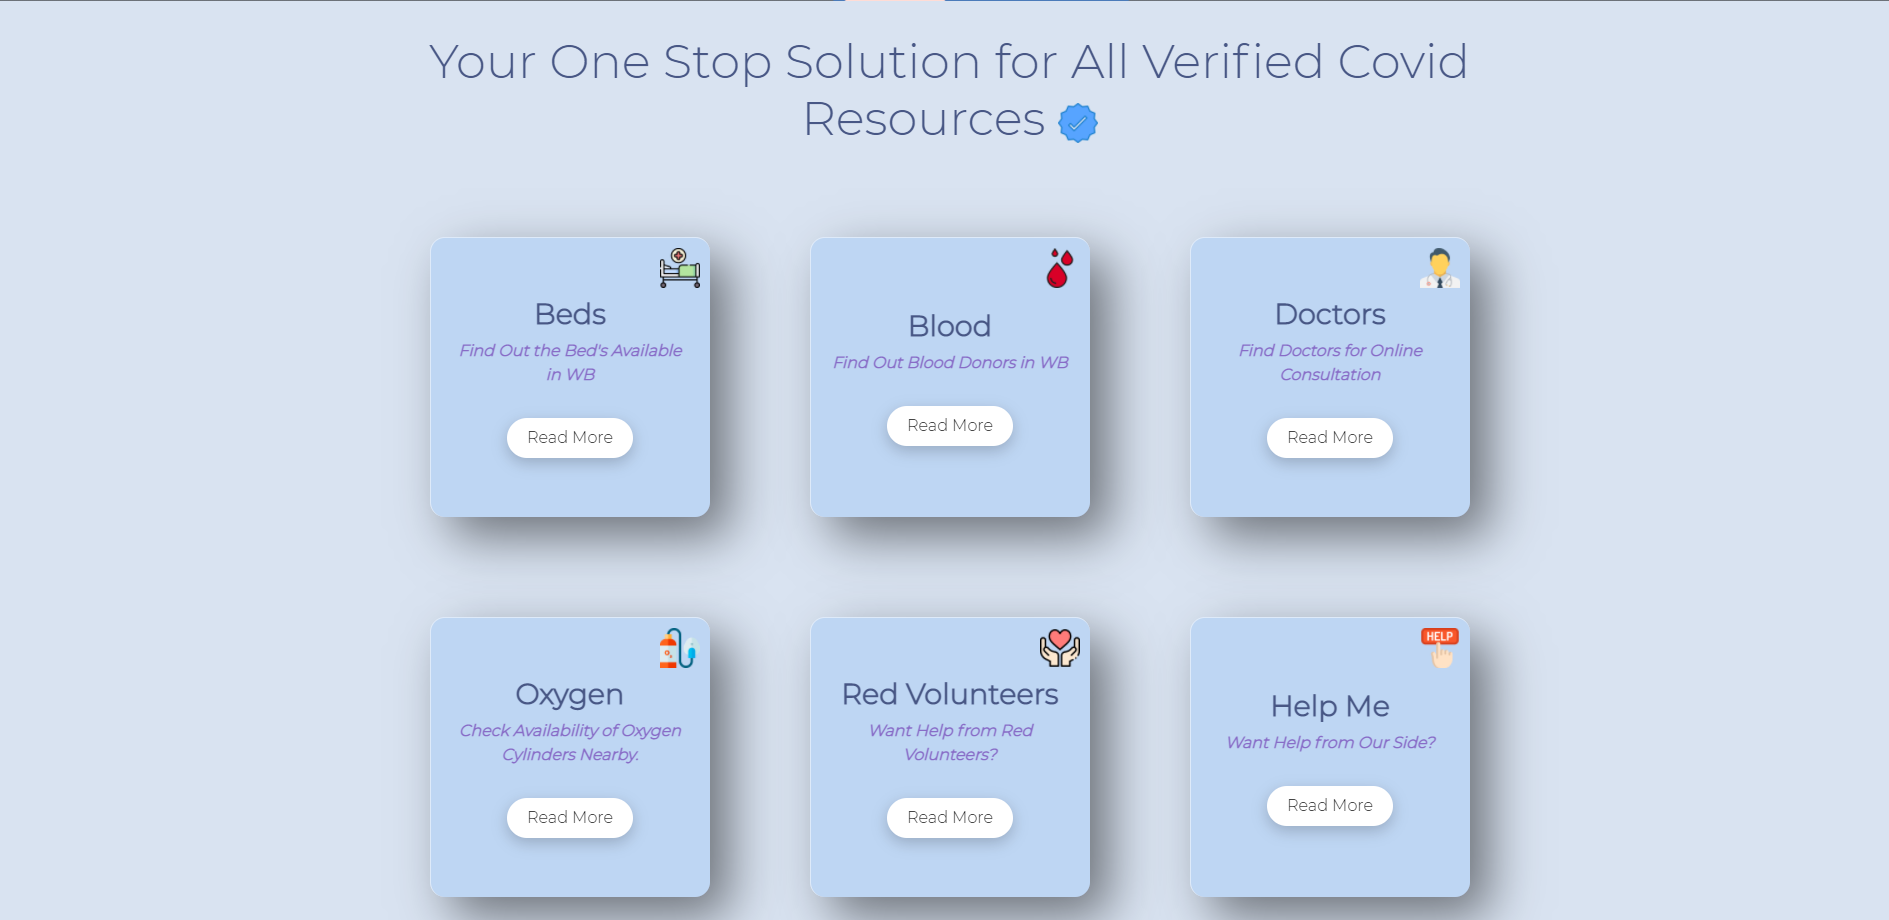 Your One Stop Solution for All Verified Covid
Resources
Beds
Find Out the Bed's Available
in WB
Read More
Blood
Find Out Blood Donors in WB
Read More
Doctors
Find Doctors for Online
Consultation
Read More
Oxygen
Check Availability of Oxygen
Cylinders Nearby.
Read More
Red Volunteers
Want Help from Red
Volunteers?
Read More
HELP
Help Me
Want Help from Our Side?
Read More